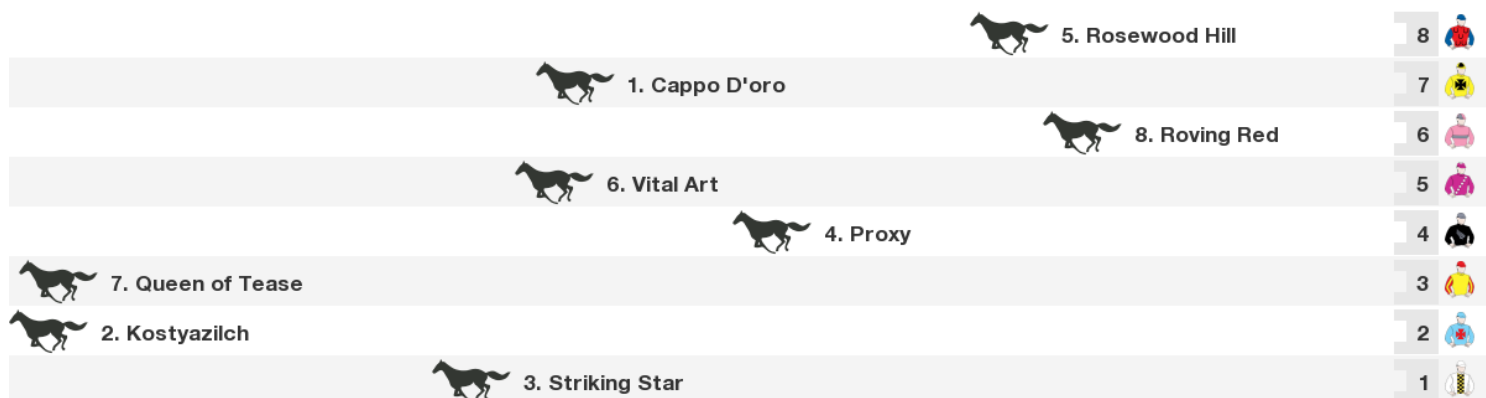 5. Rosewood Hill 8
1. Cappo D'oro 7
8. Roving Red 6
6. Vital Art 5
4. Proxy 4
7. Queen of Tease 3
2. Kostyazilch 2
3. Striking Star 1